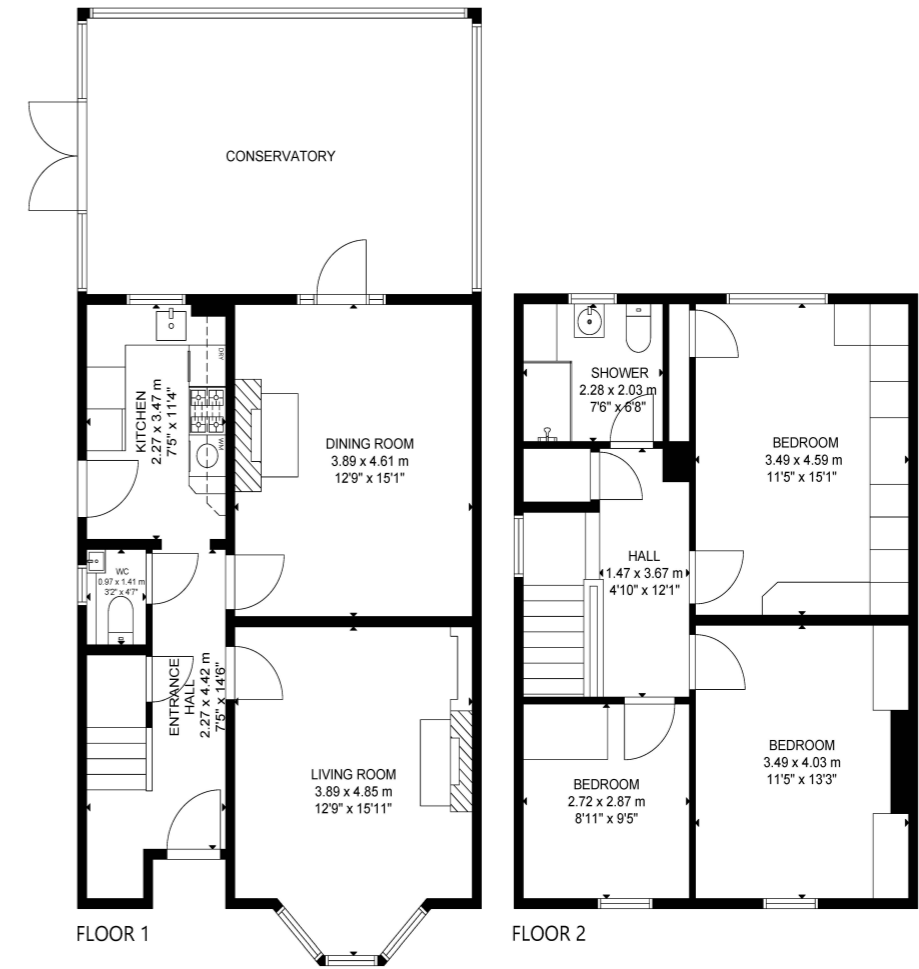 CONSERVATORY
KITCHEN
2.27 x 3.47 m
7'5" x 11'4"
DRY
WM
DINING ROOM
3.89 x 4.61 m
12'9" x 15'1"
WC
0.97 x 1.41 m
3'2" x 4'7"
ENTRANCE
HALL
2.27 x 4.42 m
7'5" x 14'6"
LIVING ROOM
3.89 x 4.85 m
12'9" x 15'11"
FLOOR 1
SHOWER
2.28 x 2.03 m
7'6" x 6'8"
BEDROOM
3.49 x 4.59 m
11'5" x 15'1"
HALL
1.47 x 3.67 m
4'10" x 12'1"
BEDROOM
2.72 x 2.87 m
8'11" x 9'5"
BEDROOM
3.49 x 4.03 m
11'5" x 13'3"
FLOOR 2